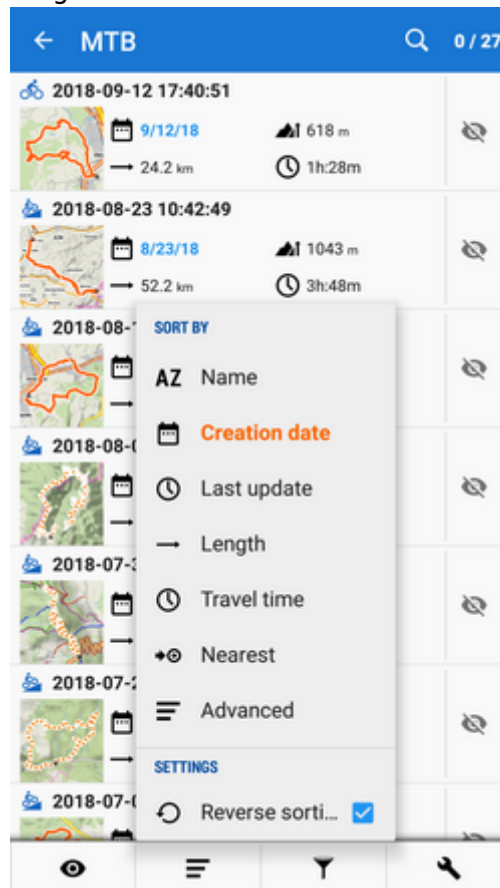 MTB 0 / 27
2018-09-12 17:40:51
9/12/18 618 m
24.2 km 1h:28m
2018-08-23 10:42:49
8/23/18 1043 m
52.2 km 3h:48m
2018-08-
SORT BY
AZ Name
Creation date
2018-08-0
Last update
Length
2018-07-
Travel time
Nearest
2018-07-2
Advanced
SETTINGS
2018-07-0
Reverse sorti...